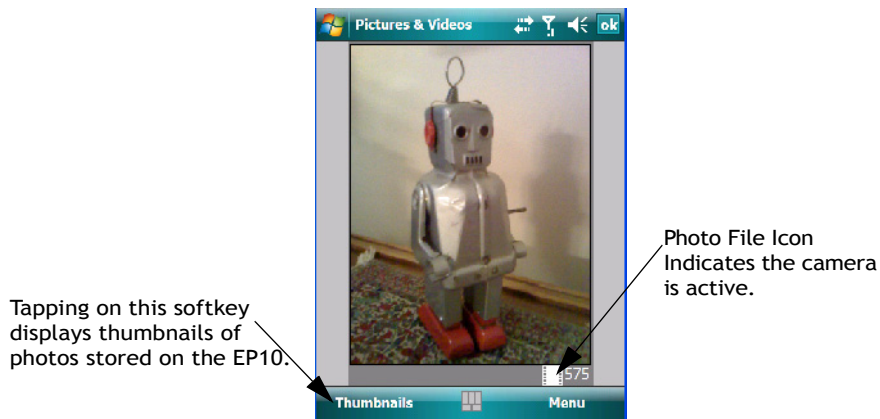 Pictures & Videos
ok
Photo File Icon
Indicates the camera
is active.
Tapping on this softkey
displays thumbnails of
photos stored on the EP10.
575
Thumbnails
Menu